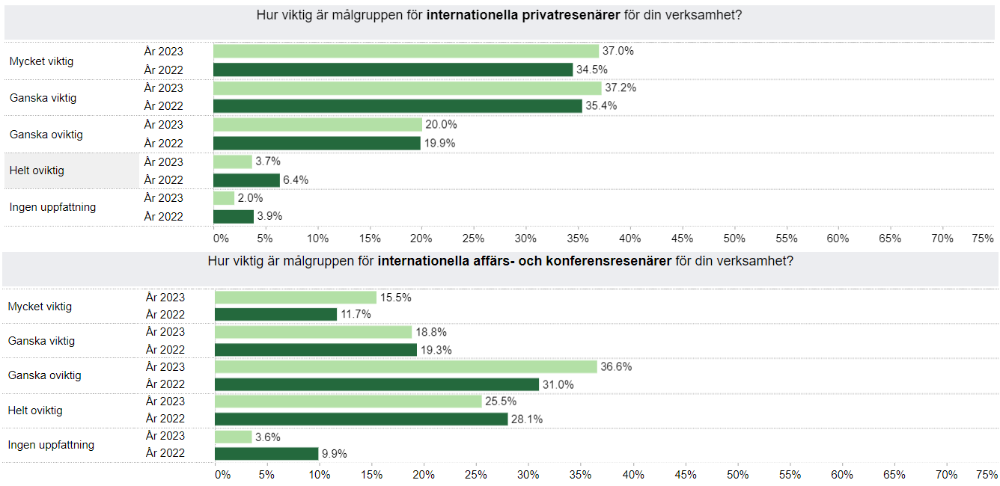 Hur viktig är målgruppen för internationella privatresenärer för din verksamhet?
Mycket viktig
År 2023
37.0%
År 2022
34.5%
Ganska viktig
År 2023
37.2%
År 2022
35.4%
Ganska oviktig
År 2023
20.0%
År 2022
19.9%
Helt oviktig
År 2023
3.7%
År 2022
6.4%
Ingen uppfattning
År 2023
2.0%
År 2022
3.9%
0% 5% 10% 15% 20% 25% 30% 35% 40% 45% 50% 55% 60% 65% 70% 75%
Hur viktig är målgruppen för internationella affärs- och konferensresenärer för din verksamhet?
Mycket viktig
År 2023
15.5%
År 2022
11.7%
Ganska viktig
År 2023
18.8%
År 2022
19.3%
Ganska oviktig
År 2023
36.6%
År 2022
31.0%
Helt oviktig
År 2023
25.5%
År 2022
28.1%
Ingen uppfattning
År 2023
3.6%
År 2022
9.9%
0% 5% 10% 15% 20% 25% 30% 35% 40% 45% 50% 55% 60% 65% 70% 75%